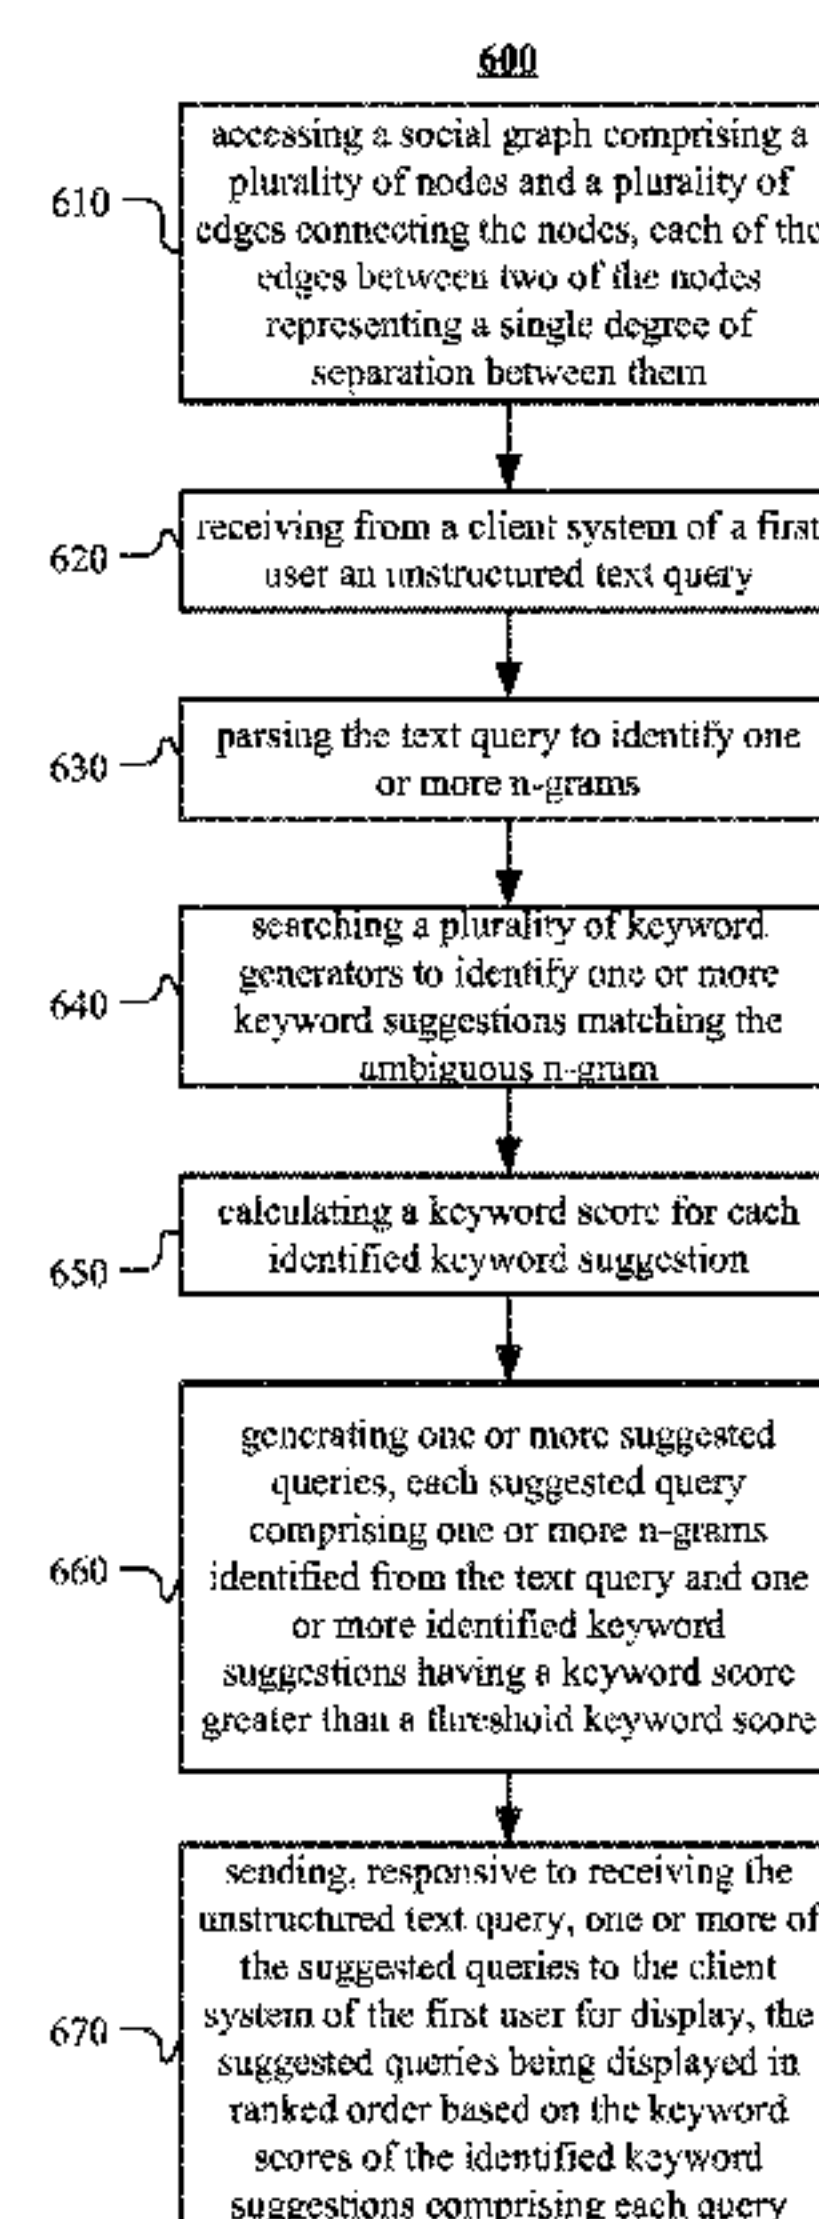 600
accessing a social graph comprising a
plurality of nodes and a plurality of
610
edges connecting the nodes, each of the
edges between two of the nodes
representing a single degree of
separation between them
receiving from a client system of a first
620
user an unstructured text query
parsing the text query to identify one
630
or more n-grams
searching a plurality of keyword
generators to identify one or more
640
keyword suggestions matching the
ambiguous n-gram
calculating a keyword score for each
650
identified keyword suggestion
generating one or more suggested
queries, each suggested query
comprising one or more n-grams
660
identified from the text query and one
or more identified keyword
suggestions having a keyword score
greater than a threshold keyword score
sending, responsive to receiving the
unstructured text query, one or more of
the suggested queries to the client
670
system of the first user for display, the
suggested queries being displayed in
ranked order based on the keyword
scores of the identified keyword
suggestions comprising each query